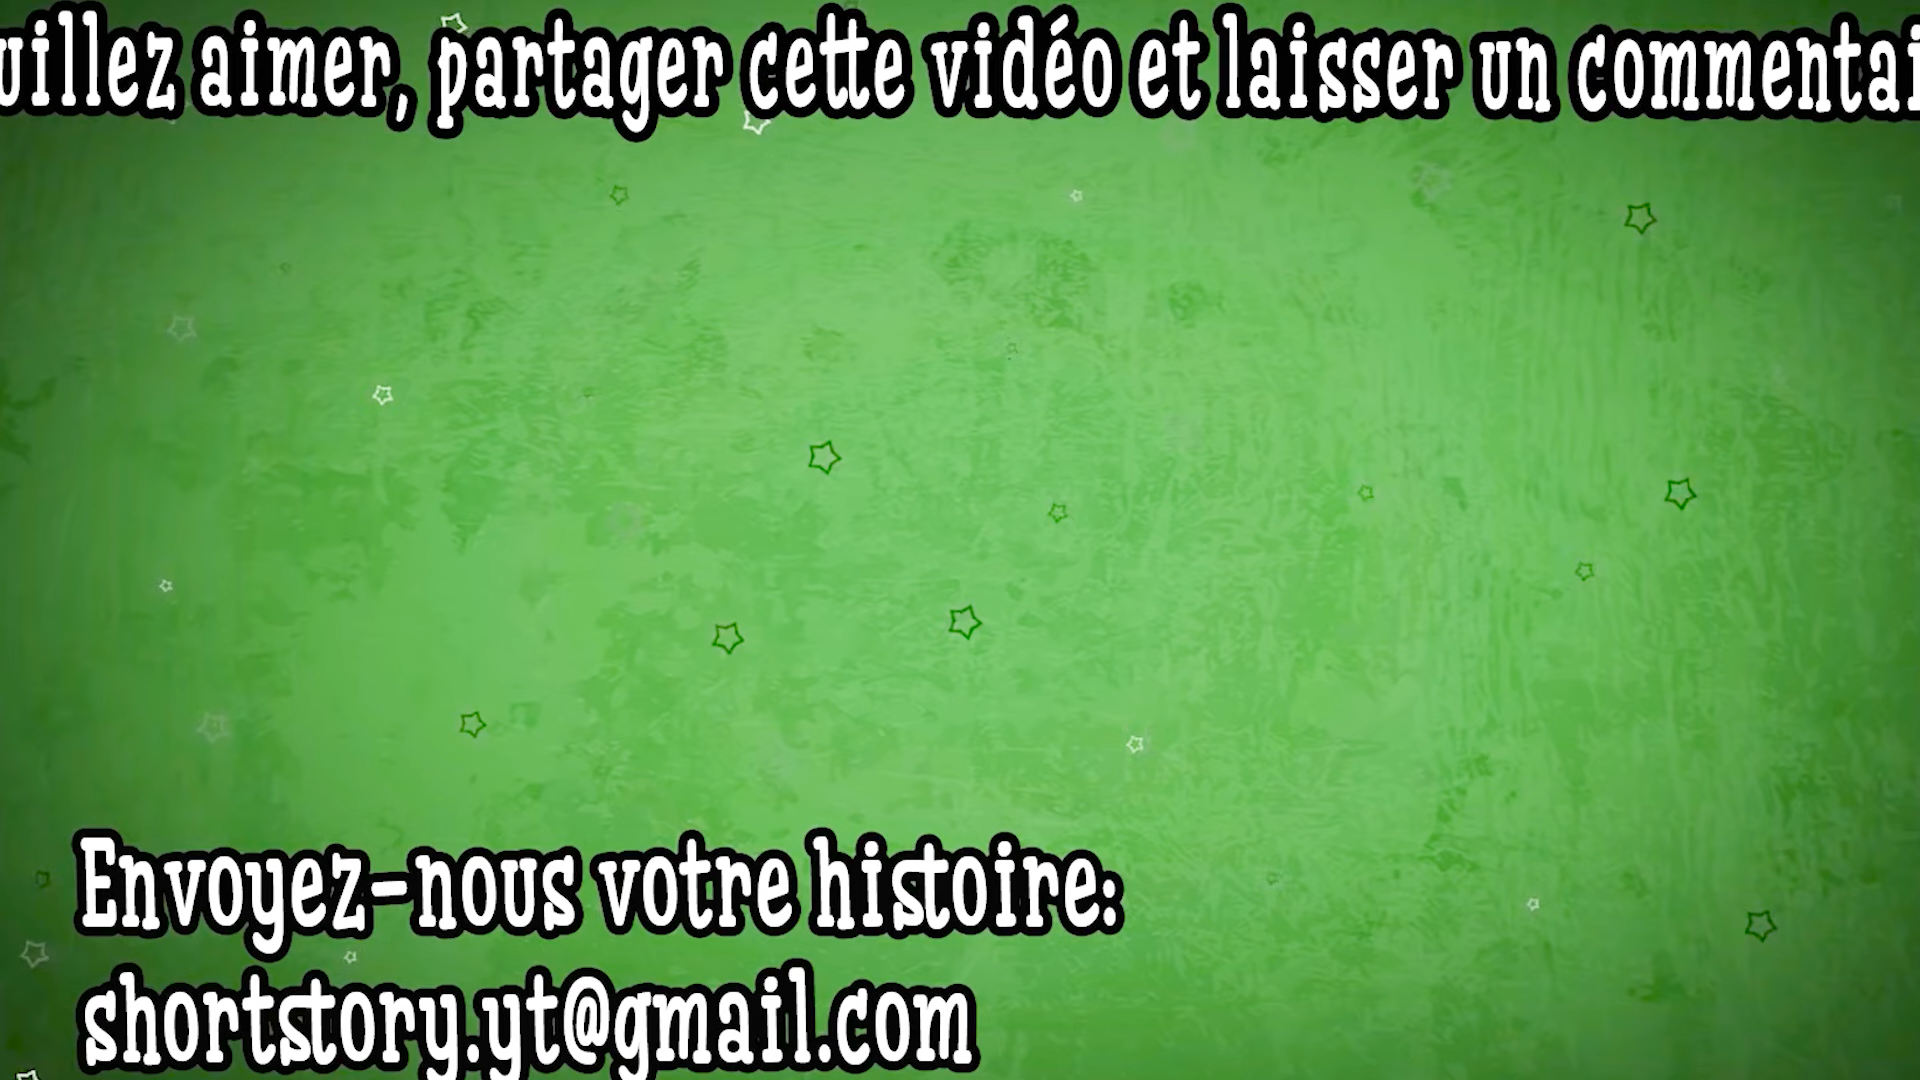 uillez aimer, partager cette vidéo et laisser un commentai
Envoyez-nous votre histoire:
shortstory.yt@gmail.com